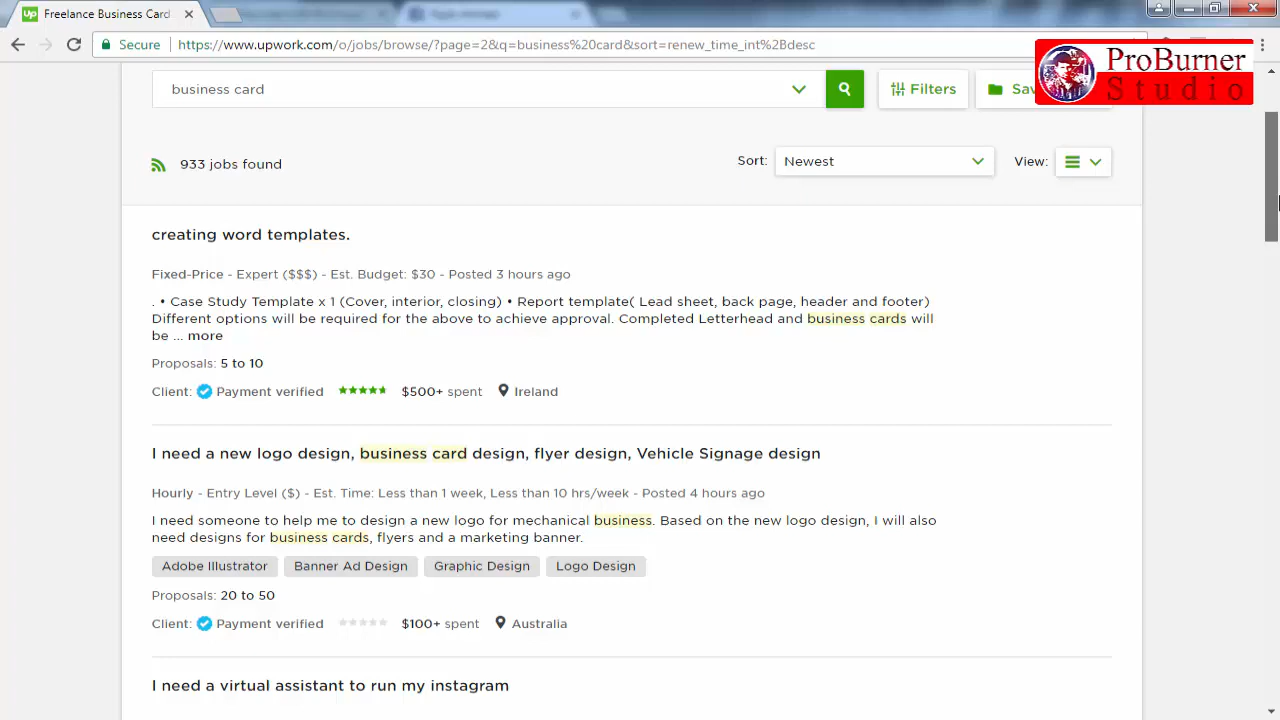 Freelance Business Card
Secure https://www.upwork.com/o/jobs/browse/?page=2&q=business%20card&sort=renew_time_int%2Bdesc
ProBurner
Studio
business card
Filters
Sav
933 jobs found
Sort: Newest
View:
creating word templates.
Fixed-Price - Expert ($$$) - Est. Budget: $30 - Posted 3 hours ago
. • Case Study Template x 1 (Cover, interior, closing) • Report template( Lead sheet, back page, header and footer)
Different options will be required for the above to achieve approval. Completed Letterhead and business cards will
be ... more
Proposals: 5 to 10
Client: Payment verified $500+ spent Ireland
I need a new logo design, business card design, flyer design, Vehicle Signage design
Hourly - Entry Level ($) - Est. Time: Less than 1 week, Less than 10 hrs/week - Posted 4 hours ago
I need someone to help me to design a new logo for mechanical business. Based on the new logo design, I will also
need designs for business cards, flyers and a marketing banner.
Adobe Illustrator Banner Ad Design Graphic Design Logo Design
Proposals: 20 to 50
Client: Payment verified $100+ spent Australia
I need a virtual assistant to run my instagram